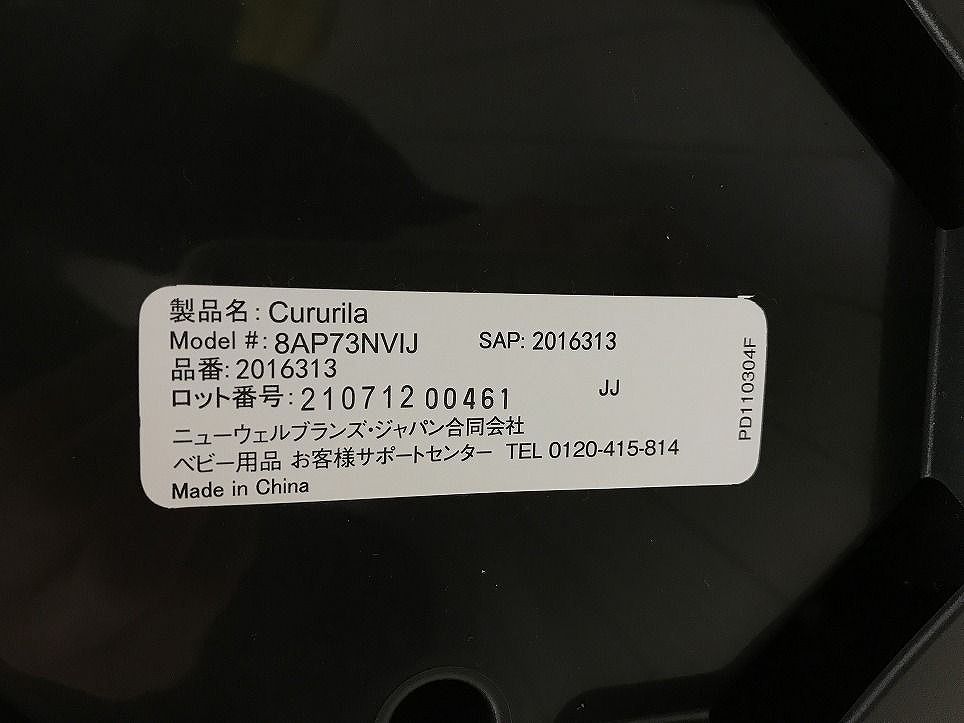 製品名: Cururila
Model #: 8AP73NVIJ SAP: 2016313
品番: 2016313
ロット番号: 210712 00461 JJ
ニューウェルブランズ・ジャパン合同会社
ベビー用品 お客様サポートセンター TEL 0120-415-814
Made in China
PD110304F